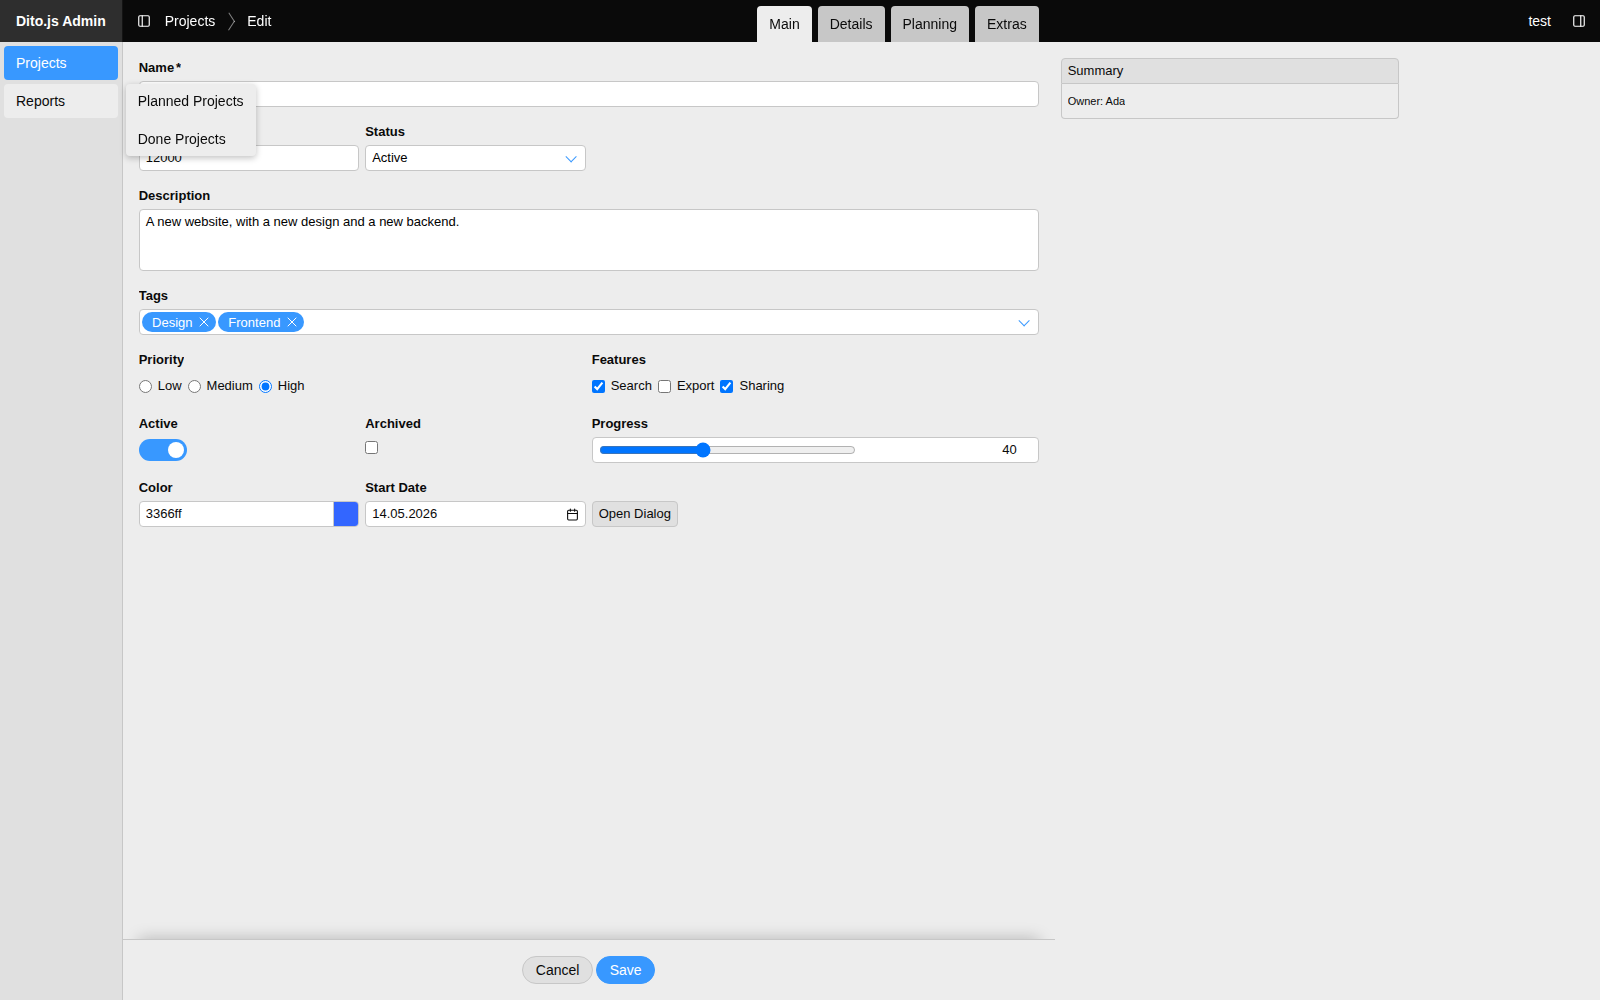 Dito.js Admin
Projects
Edit
Main
Details
Planning
Extras
test
Projects
Reports
Planned Projects
Done Projects
Name*
Status
12000
Active
Description
A new website, with a new design and a new backend.
Tags
Design
Frontend
Priority
Features
Low
Medium
High
Search
Export
Sharing
Active
Archived
Progress
40
Color
Start Date
3366ff
14.05.2026
Open Dialog
Summary
Owner: Ada
Cancel
Save